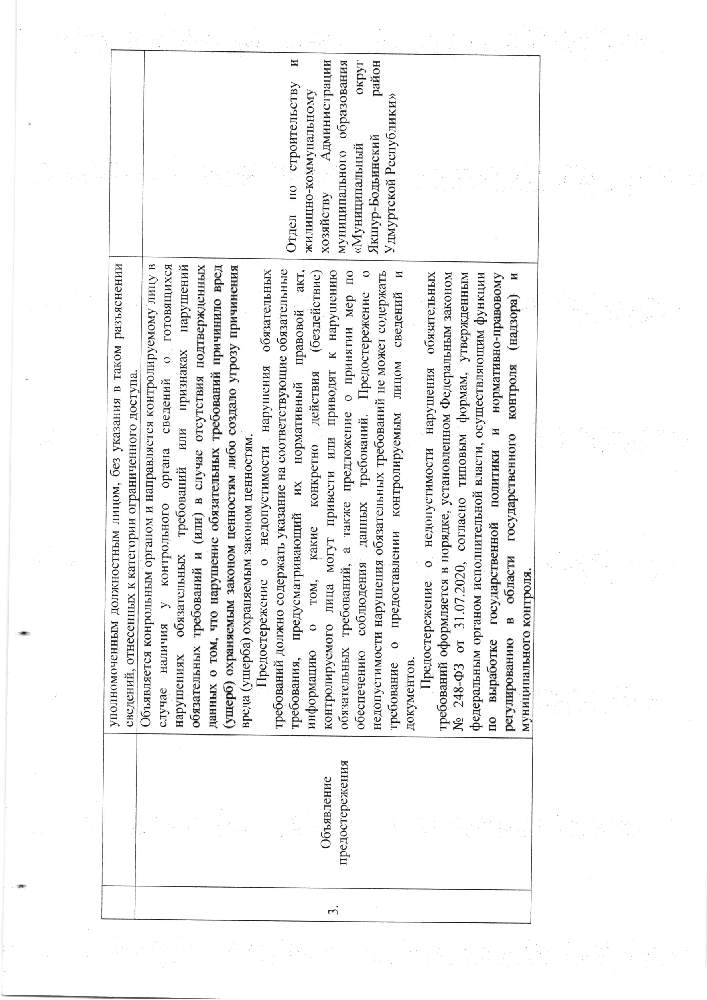 уполномоченным должностным лицом, без указания в таком разъяснении
сведений, отнесенных к категории ограниченного доступа.
3.
Объявление
предостережения
Объявляется конрольным органом и направляется контролируемому лицу в
случае наличия у контрольного органа сведений о готовящихся
нарушениях обязательных требований или признаках нарушений
обязательных требований и (или) в случае отсутствия подтвержденных
данных о том, что нарушение обязательных требований причинило вред
(ущерб) охраняемым законом ценностям либо создало угрозу причинения
вреда (ущерба) охраняемым законом ценностям.
Предостережение о недопустимости нарушения обязательных
требований должно содержать указание на соответствующие обязательные
требования, предусматривающий их нормативный правовой акт,
информацию о том, какие конкретно действия (бездействие)
контролируемого лица могут привести или приводят к нарушению
обязательных требований, а также предложение о принятии мер по
обеспечению соблюдения данных требований. Предостережение о
недопустимости нарушения обязательных требований не может содержать
требование о предоставлении контролируемым лицом сведений и
документов.
Предостережение о недопустимости нарушения обязательных
требований оформляется в порядке, установленном Федеральным законом
№ 248-ФЗ от 31.07.2020, согласно типовым формам, утвержденным
федеральным органом исполнительной власти, осуществляющим функции
по выработке государственной политики и нормативно-правовому
регулированию в области государственного контроля (надзора) и
муниципального контроля.
Отдел по строительству и
жилищно-коммунальному
хозяйству Администрации
муниципального образования
«Муниципальный округ
Якшур-Бодьинский район
Удмуртской Республики»